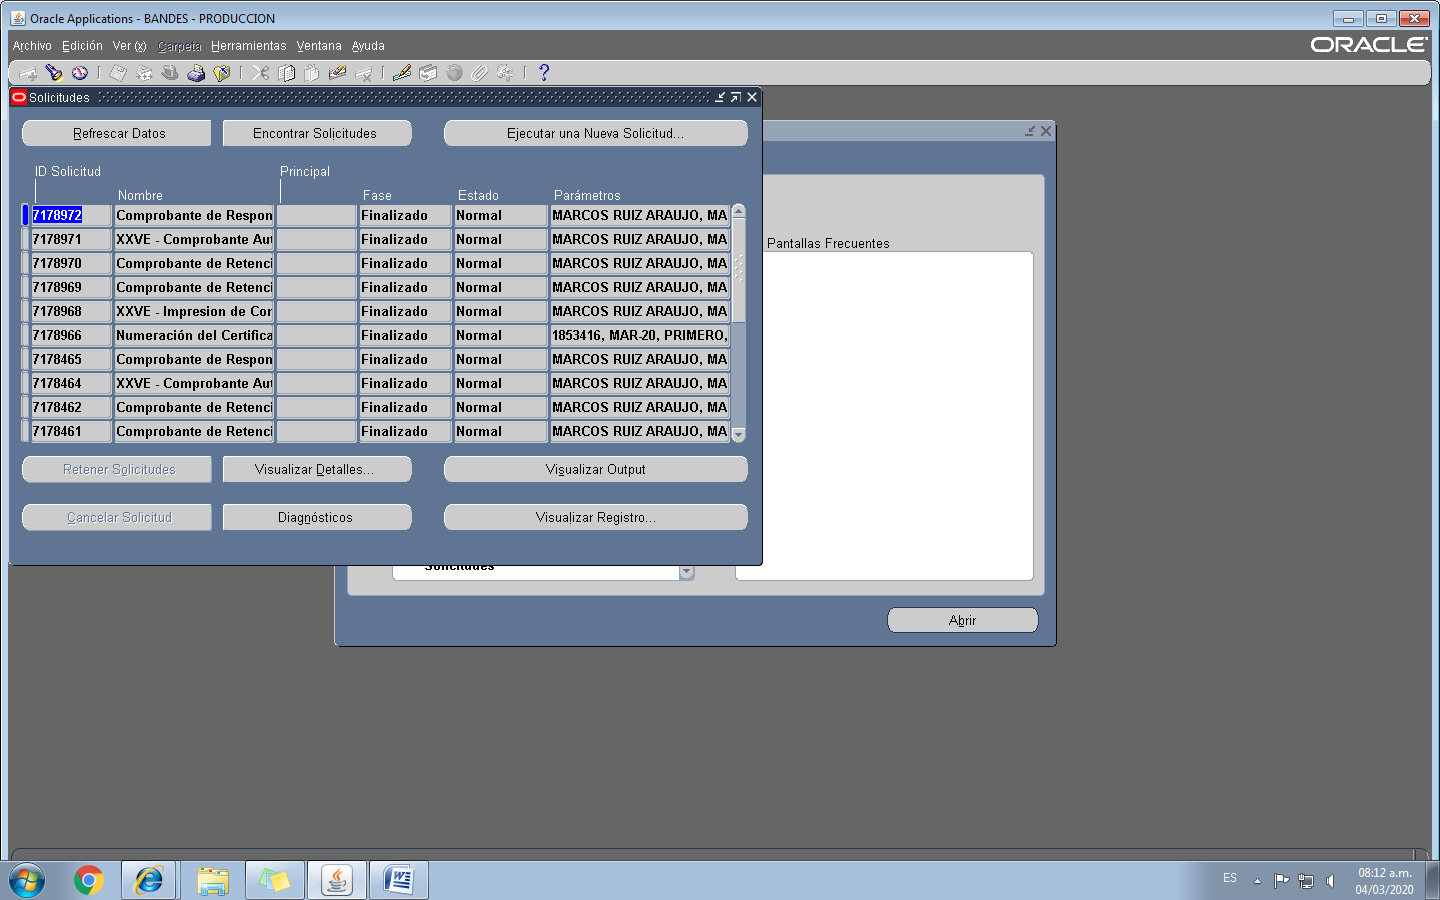 Oracle Applications - BANDES - PRODUCCION
Archivo Edición Ver (x) Carpeta Herramientas Ventana Ayuda
ORACLE
Solicitudes
Refrescar Datos Encontrar Solicitudes Ejecutar una Nueva Solicitud...
ID Solicitud Principal
Nombre Fase Estado Parámetros
7178972 Comprobante de Respon Finalizado Normal MARCOS RUIZ ARAUJO, MA
7178971 XXVE - Comprobante Aut Finalizado Normal MARCOS RUIZ ARAUJO, MA
7178970 Comprobante de Retenci Finalizado Normal MARCOS RUIZ ARAUJO, MA
7178969 Comprobante de Retenci Finalizado Normal MARCOS RUIZ ARAUJO, MA
7178968 XXVE - Impresion de Cor Finalizado Normal MARCOS RUIZ ARAUJO, MA
7178966 Numeración del Certifica Finalizado Normal 1853416, MAR-20, PRIMERO,
7178465 Comprobante de Respon Finalizado Normal MARCOS RUIZ ARAUJO, MA
7178464 XXVE - Comprobante Aut Finalizado Normal MARCOS RUIZ ARAUJO, MA
7178462 Comprobante de Retenci Finalizado Normal MARCOS RUIZ ARAUJO, MA
7178461 Comprobante de Retenci Finalizado Normal MARCOS RUIZ ARAUJO, MA
Retener Solicitudes Visualizar Detalles... Visualizar Output
Cancelar Solicitud Diagnósticos Visualizar Registro...
Pantallas Frecuentes
Solicitudes
Abrir
ES
08:12 a.m.
04/03/2020